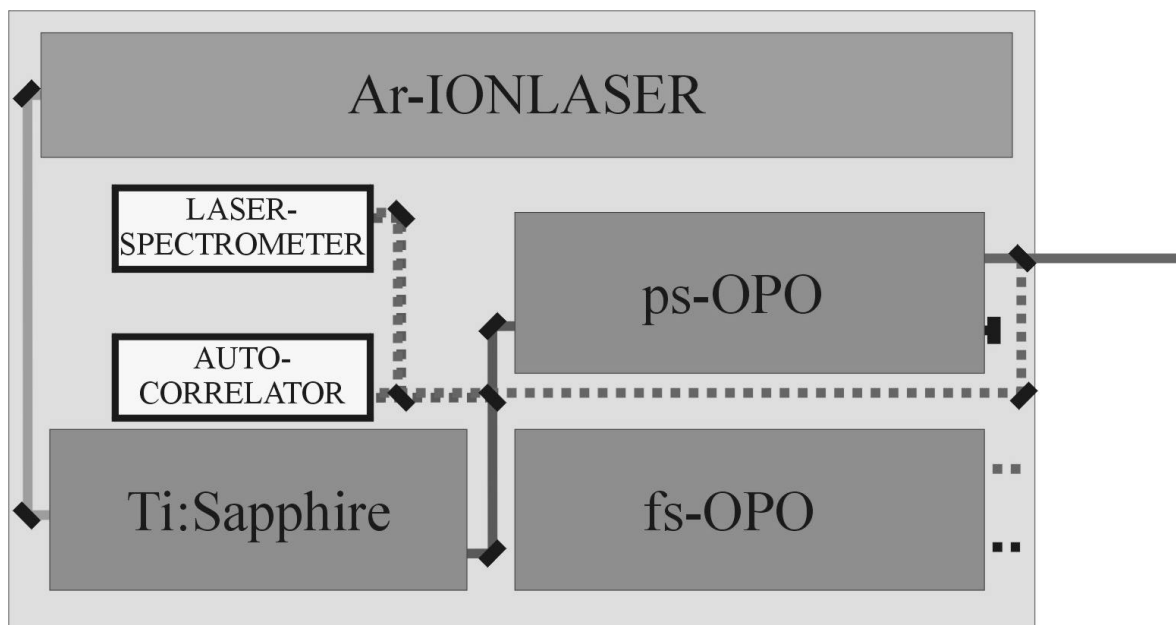 Ar-IONLASER
LASER-
SPECTROMETER
ps-OPO
AUTO-
CORRELATOR
Ti:Sapphire
fs-OPO